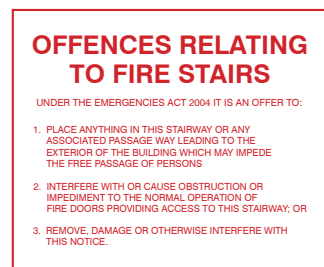 OFFENCES RELATING
TO FIRE STAIRS
UNDER THE EMERGENCIES ACT 2004 IT IS AN OFFER TO:
1. PLACE ANYTHING IN THIS STAIRWAY OR ANY
ASSOCIATED PASSAGE WAY LEADING TO THE
EXTERIOR OF THE BUILDING WHICH MAY IMPEDE
THE FREE PASSAGE OF PERSONS
2. INTERFERE WITH OR CAUSE OBSTRUCTION OR
IMPEDIMENT TO THE NORMAL OPERATION OF
FIRE DOORS PROVIDING ACCESS TO THIS STAIRWAY; OR
3. REMOVE, DAMAGE OR OTHERWISE INTERFERE WITH
THIS NOTICE.